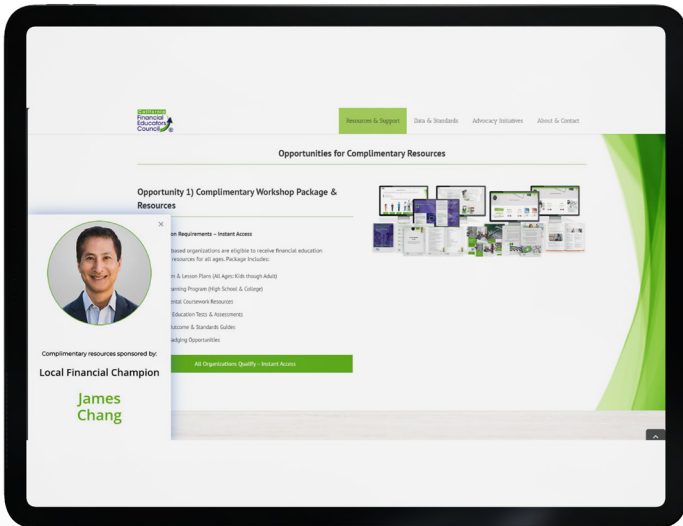 California
Financial
Educators
Council
Resources & Support
Data & Standards
Advocacy Initiatives
About & Contact
Opportunities for Complimentary Resources
Opportunity 1) Complimentary Workshop Package &
Resources
on Requirements – Instant Access
based organizations are eligible to receive financial education
resources for all ages. Package Includes:
& Lesson Plans (All Ages: Kids though Adult)
arning Program (High School & College)
ental Coursework Resources
Education Tests & Assessments
utcome & Standards Guides
adging Opportunities
All Organizations Qualify – Instant Access
×
Complimentary resources sponsored by:
Local Financial Champion
James
Chang